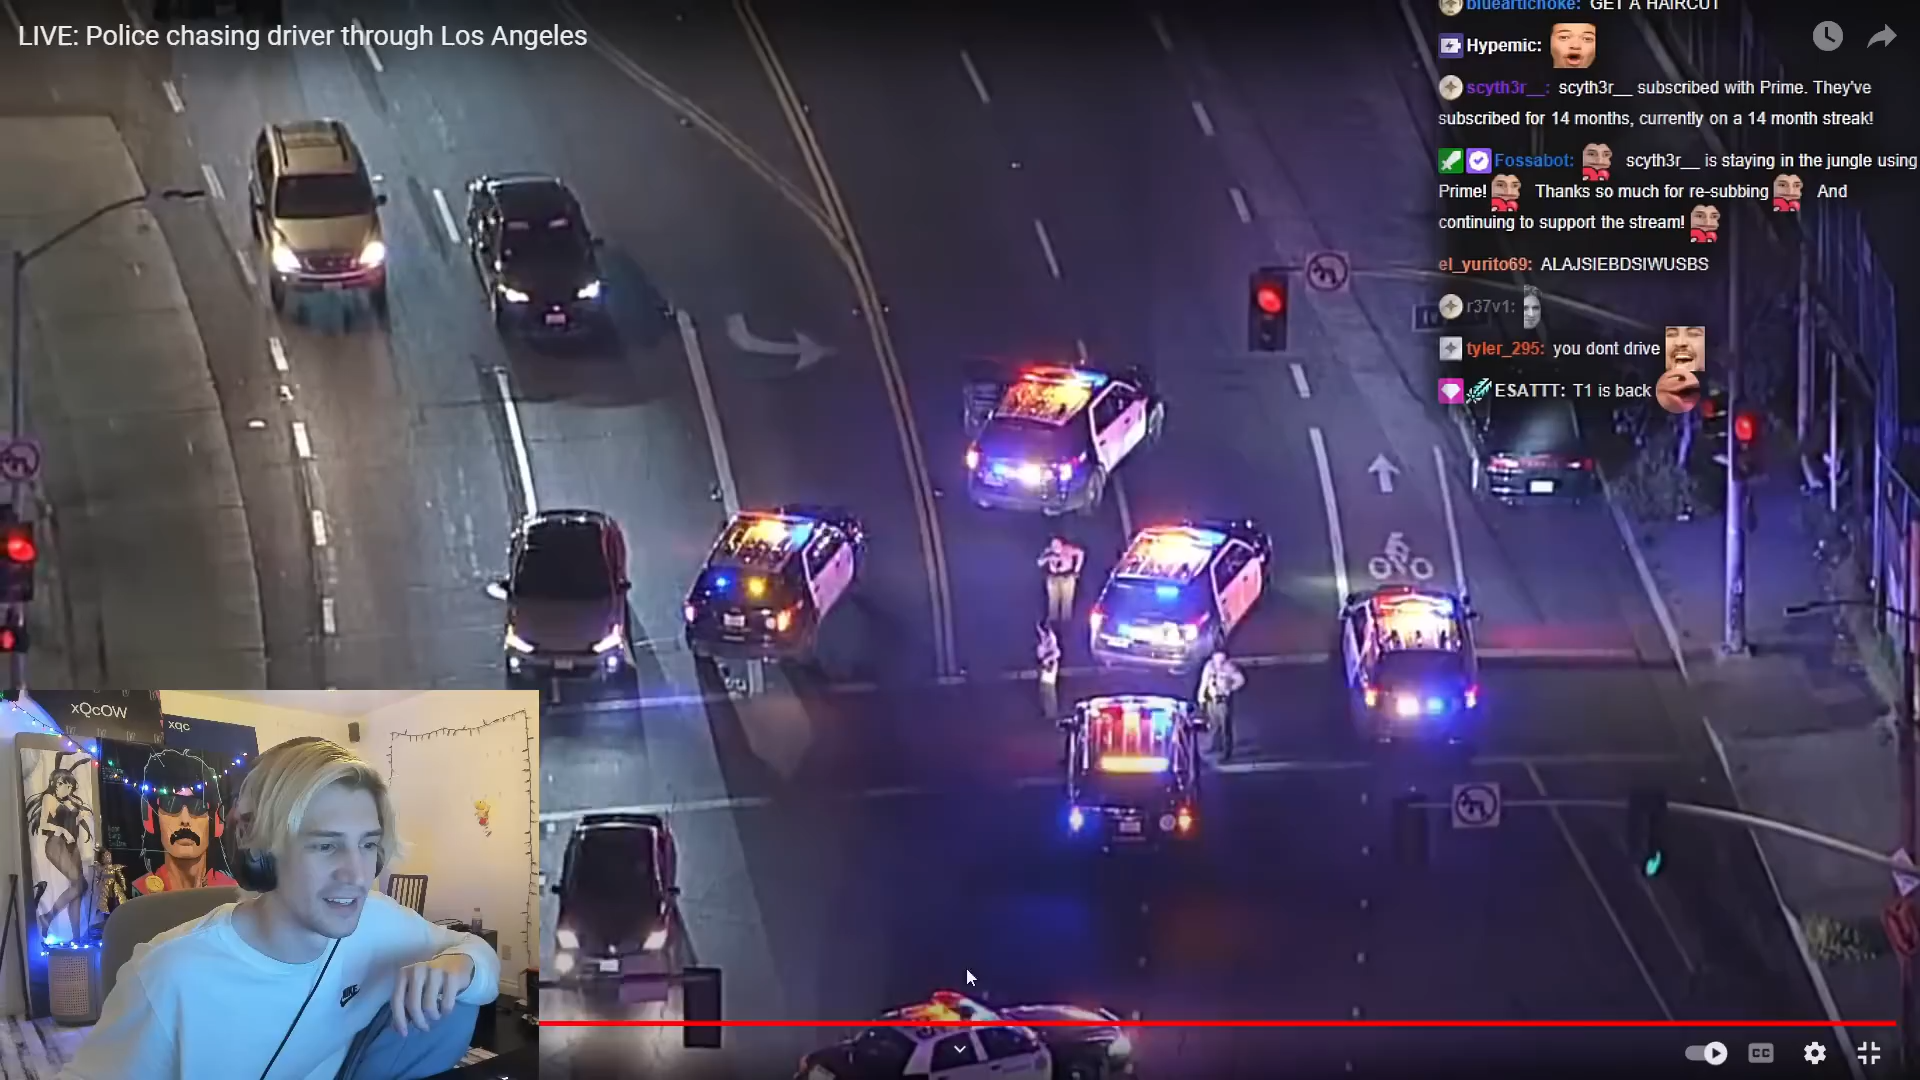 LIVE: Police chasing driver through Los Angeles
blueartichoke: GET A HAIRCUT
Hypemic:
scyth3r__: scyth3r__ subscribed with Prime. They've
subscribed for 14 months, currently on a 14 month streak!
Fossabot: scyth3r__ is staying in the jungle using
Prime! Thanks so much for re-subbing And
continuing to support the stream!
el_yurito69: ALAJSIEBDSIWUSBS
r37v1:
tyler_295: you dont drive
ESATTT: T1 is back
xQcOW
xqc
CC